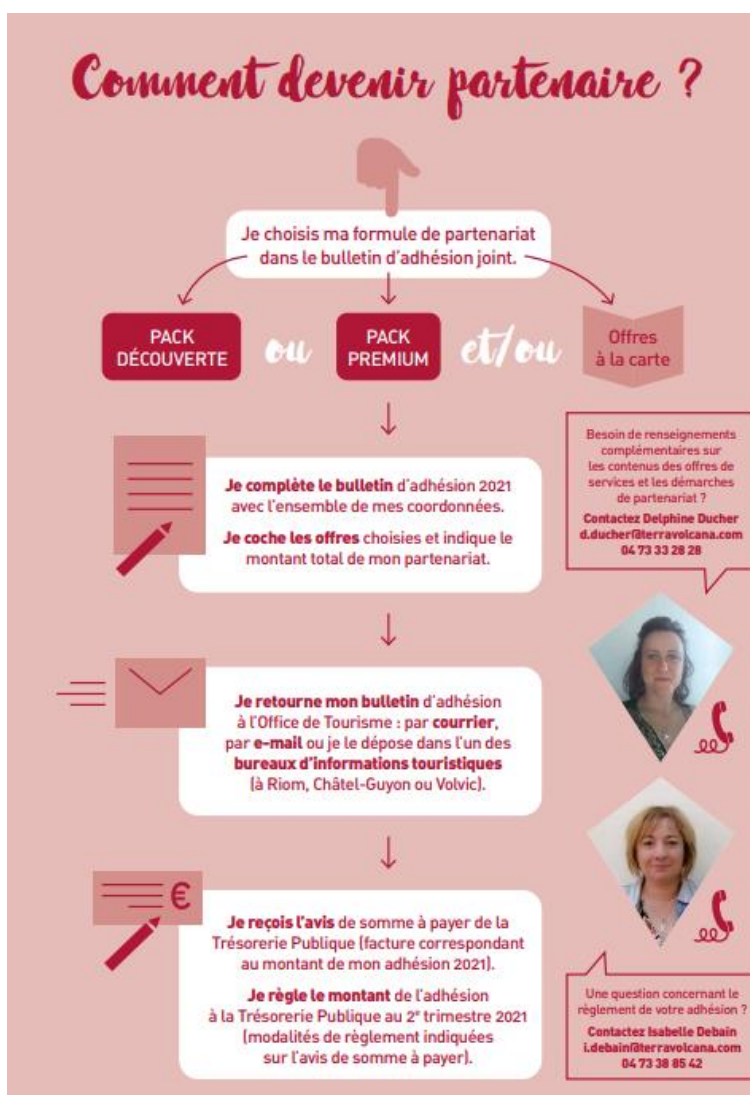 Comment devenir partenaire ?
Je choisis ma formule de partenariat
dans le bulletin d'adhésion joint.
PACK
DÉCOUVERTE
ou
PACK
PREMIUM
et/ou
Offres
à la carte
Je complète le bulletin d'adhésion 2021
avec l'ensemble de mes coordonnées.
Je coche les offres choisies et indique le
montant total de mon partenariat.
Besoin de renseignements
complémentaires sur
les contenus des offres de
services et les démarches
de partenariat ?
Contactez Delphine Ducher
d.ducher@terravolcana.com
04 73 33 28 28
Je retourne mon bulletin d'adhésion
à l'Office de Tourisme : par courrier,
par e-mail ou je le dépose dans l'un des
bureaux d'informations touristiques
(à Riom, Châtel-Guyon ou Volvic).
€
Je reçois l'avis de somme à payer de la
Trésorerie Publique (facture correspondant
au montant de mon adhésion 2021).
Je règle le montant de l'adhésion
à la Trésorerie Publique au 2e trimestre 2021
(modalités de règlement indiquées
sur l'avis de somme à payer).
Une question concernant le
règlement de votre adhésion ?
Contactez Isabelle Debain
i.debain@terravolcana.com
04 73 38 85 42